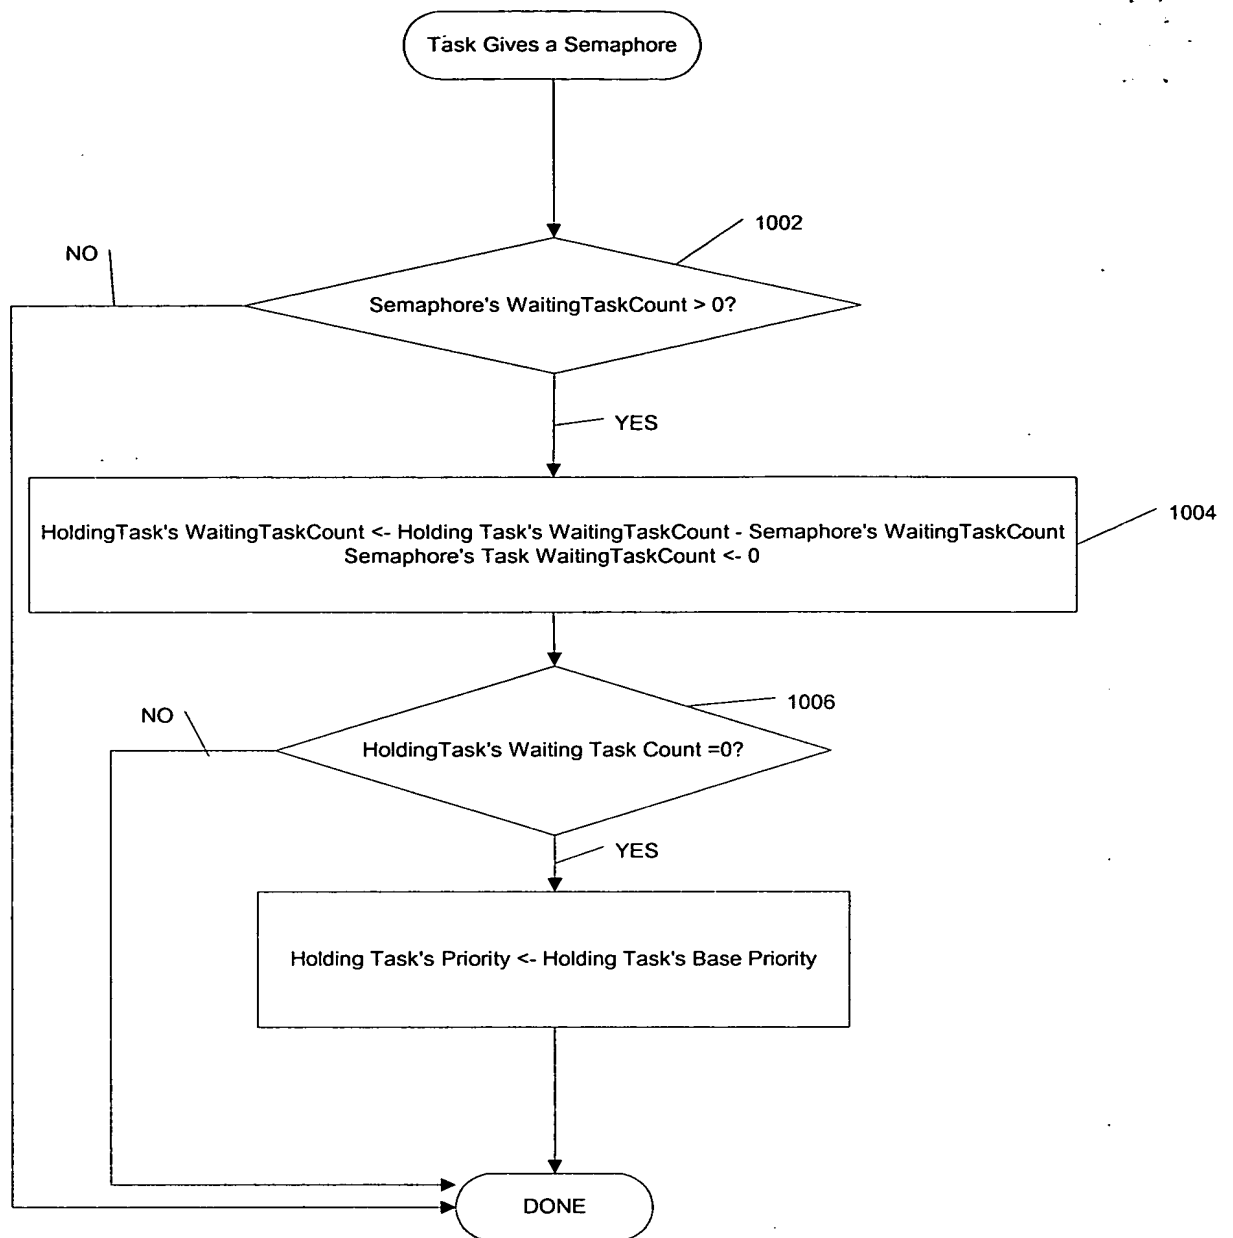 Task Gives a Semaphore
1002
NO
Semaphore's WaitingTaskCount > 0?
YES
1004
HoldingTask's WaitingTaskCount <- Holding Task's WaitingTaskCount - Semaphore's WaitingTaskCount
Semaphore's Task WaitingTaskCount <- 0
1006
NO
HoldingTask's Waiting Task Count =0?
YES
Holding Task's Priority <- Holding Task's Base Priority
DONE